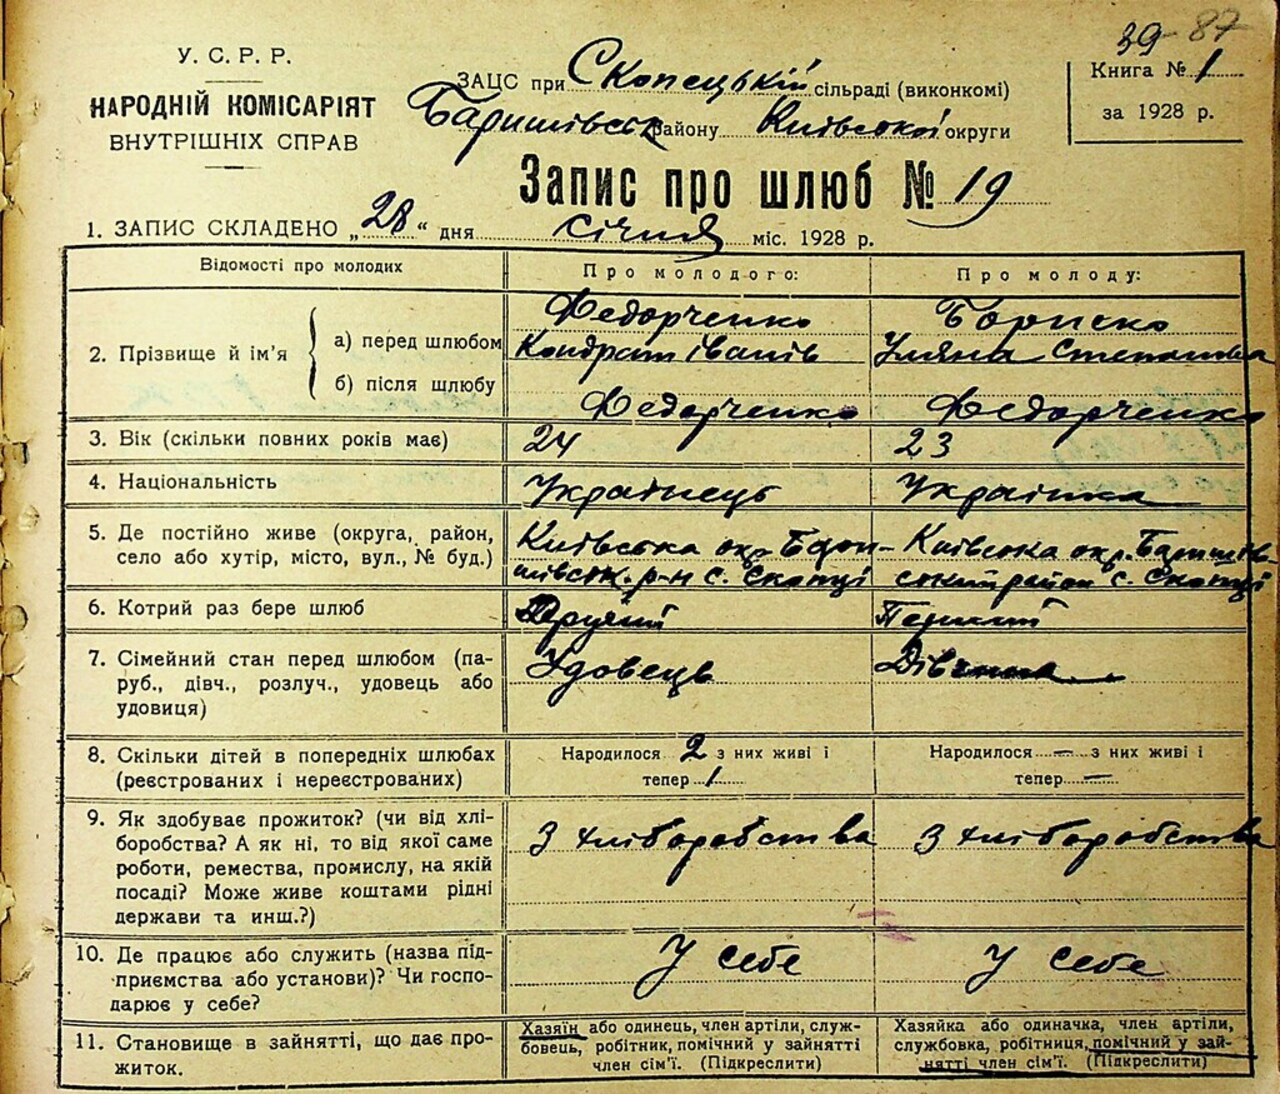 39 87
У. С. Р. Р.
НАРОДНІЙ КОМІСАРІЯТ
ВНУТРІШНІХ СПРАВ
ЗАЦС при Скопецькій сільраді (виконкомі)
Баришівськ району Київської округи
Книга № 1
за 1928 р.
Запис про шлюб № 19
1. ЗАПИС СКЛАДЕНО „28“ дня січня міс. 1928 р.
Відомості про молодих
Про молодого:
Про молоду:
2. Прізвище й ім'я
а) перед шлюбом
Федорченко
Кондрат Іванів
Бориско
Уляна Степанівна
б) після шлюбу
Федорченко
Федорченко
3. Вік (скільки повних років має)
24
23
4. Національність
Українець
Українка
5. Де постійно живе (округа, район,
село або хутір, місто, вул., № буд.)
Київська окр. Бари-
шівськ. р-н с. Скопці
Київська окр. Баришів-
ський район с. Скопці
6. Котрий раз бере шлюб
Другий
Перший
7. Сімейний стан перед шлюбом (па-
руб., дівч., розлуч., удовець або
удовиця)
Удовець
Дівчина
8. Скільки дітей в попередніх шлюбах
(реєстрованих і нереєстрованих)
Народилося 2 з них живі і
тепер 1
Народилося — з них живі і
тепер —
9. Як здобуває прожиток? (чи від хлі-
боробства? А як ні, то від якої саме
роботи, ремества, промислу, на якій
посаді? Може живе коштами рідні
держави та инш.?)
З хліборобства
З хліборобства
10. Де працює або служить (назва під-
приємства або установи)? Чи госпо-
дарює у себе?
У себе
У себе
11. Становище в зайнятті, що дає про-
житок.
Хазяїн або одинець, член артіли, служ-
бовець, робітник, помічний у зайнятті
член сім'ї. (Підкреслити)
Хазяйка або одиначка, член артіли,
службовка, робітниця, помічний у зай-
нятті член сім'ї. (Підкреслити)